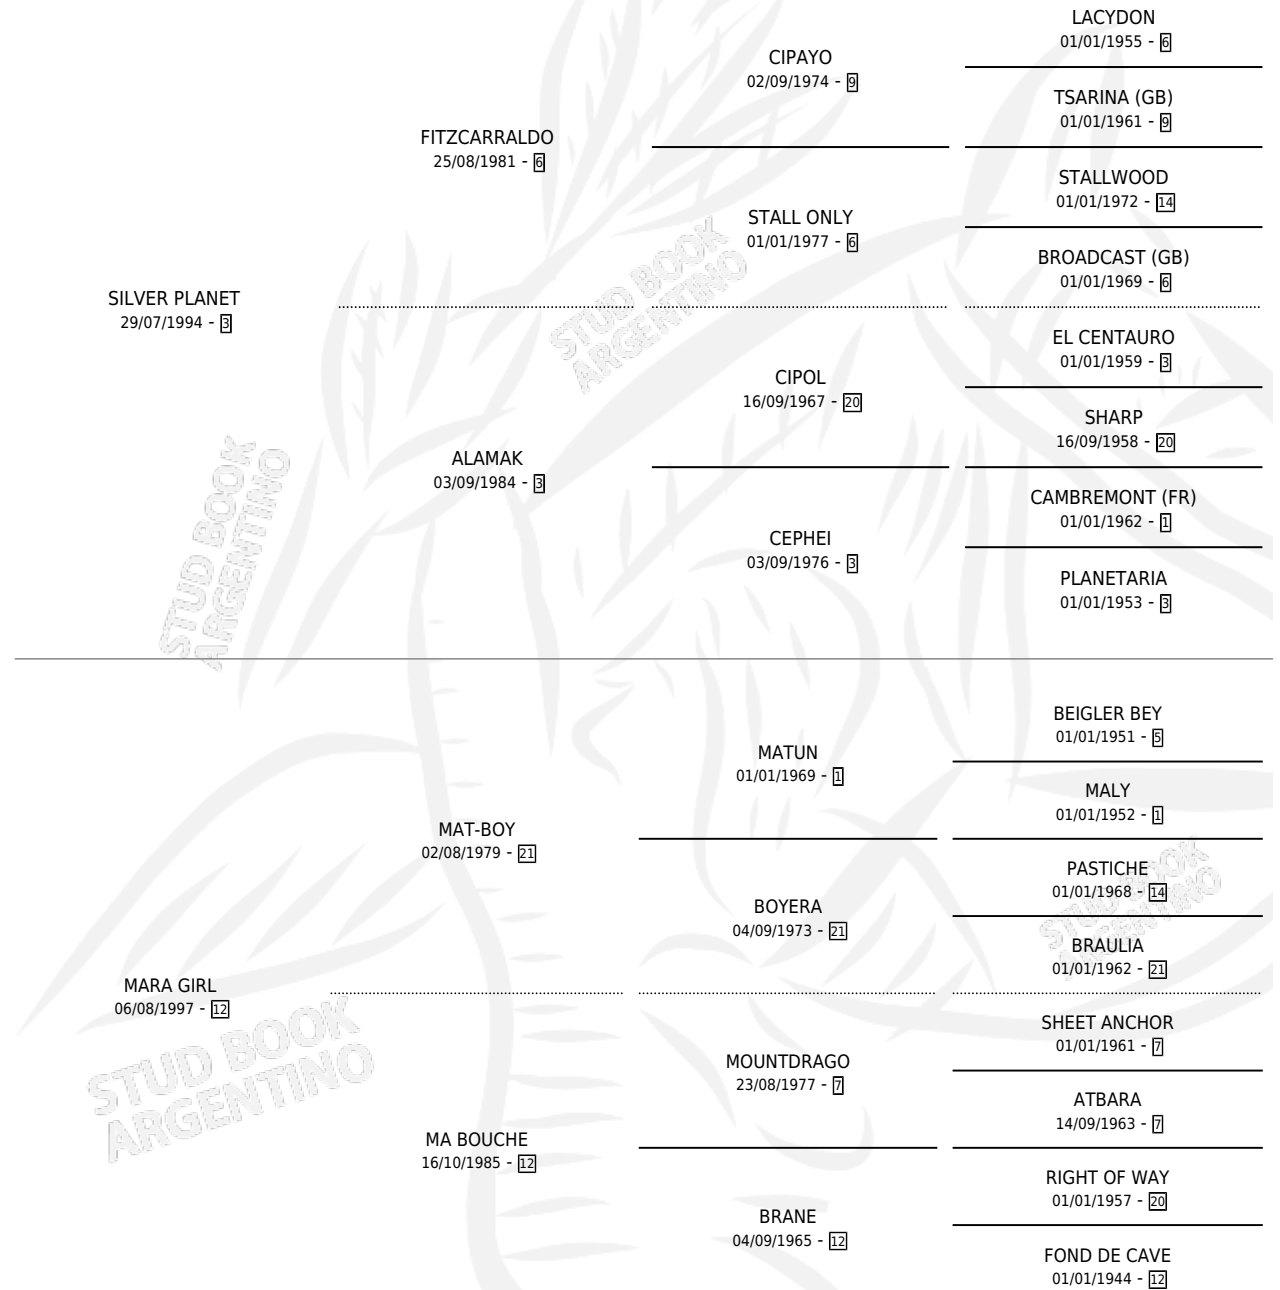 LACYDON
01/01/1955 - 6
CIPAYO
02/09/1974 - 9
TSARINA (GB)
01/01/1961 - 9
FITZCARRALDO
25/08/1981 - 6
STALLWOOD
01/01/1972 - 14
STALL ONLY
01/01/1977 - 6
BROADCAST (GB)
01/01/1969 - 6
SILVER PLANET
29/07/1994 - 3
EL CENTAURO
01/01/1959 - 3
CIPOL
16/09/1967 - 20
SHARP
16/09/1958 - 20
ALAMAK
03/09/1984 - 3
CAMBREMONT (FR)
01/01/1962 - 1
CEPHEI
03/09/1976 - 3
PLANETARIA
01/01/1953 - 3
BEIGLER BEY
01/01/1951 - 5
MATUN
01/01/1969 - 1
MALY
01/01/1952 - 1
MAT-BOY
02/08/1979 - 21
PASTICHE
01/01/1968 - 14
BOYERA
04/09/1973 - 21
BRAULIA
01/01/1962 - 21
MARA GIRL
06/08/1997 - 12
SHEET ANCHOR
01/01/1961 - 7
MOUNTDRAGO
23/08/1977 - 7
ATBARA
14/09/1963 - 7
MA BOUCHE
16/10/1985 - 12
RIGHT OF WAY
01/01/1957 - 20
BRANE
04/09/1965 - 12
FOND DE CAVE
01/01/1944 - 12
STUD BOOK
ARGENTINO
STUD BOOK
ARGENTINO
STUD BOOK
ARGENTINO
STUD BOOK
ARGENTINO